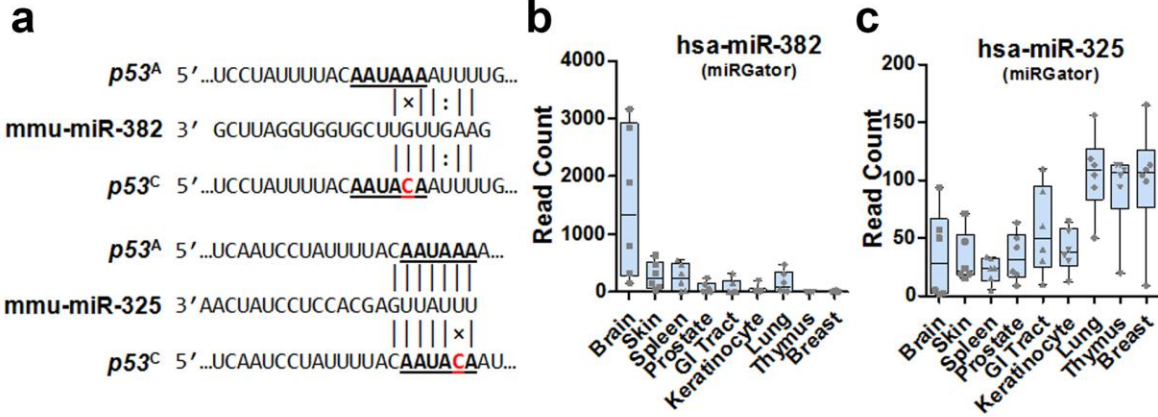 a
p53ᴬ 5′...UCCUAUUUUACAAUAAAAUUUUG...
|×||:||
mmu-miR-382 3′ GCUUAGGUGGUGCUUGUUGAAG
||||:||
p53ᶜ 5′...UCCUAUUUUACAAUACAAUUUUG...
p53ᴬ 5′...UCAAUCCUAUUUUACAAUAAAA...
|||||||
mmu-miR-325 3′AACUAUCCUCCACGAGUUAUUU
|||||×|
p53ᶜ 5′...UCAAUCCUAUUUUACAAUACAAU...
b
hsa-miR-382
(miRGator)
Read Count
4000
3000
2000
1000
0
Brain
Skin
Spleen
Prostate
GI Tract
Keratinocyte
Lung
Thymus
Breast
c
hsa-miR-325
(miRGator)
Read Count
200
150
100
50
0
Brain
Skin
Spleen
Prostate
GI Tract
Keratinocyte
Lung
Thymus
Breast